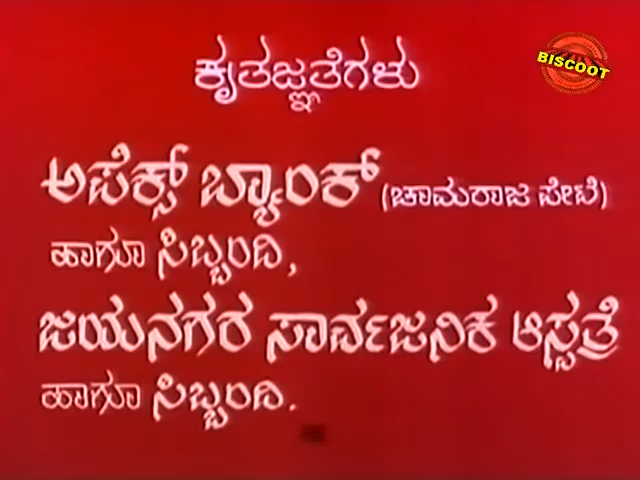 ಕೃತಜ್ಞತೆಗಳು
BISCOOT
ಅಪೆಕ್ಸ್ ಬ್ಯಾಂಕ್ (ಚಾಮರಾಜ ಪೇಟೆ)
ಹಾಗೂ ಸಿಬ್ಬಂದಿ,
ಜಯನಗರ ಸಾರ್ವಜನಿಕ ಆಸ್ಪತ್ರೆ
ಹಾಗೂ ಸಿಬ್ಬಂದಿ.